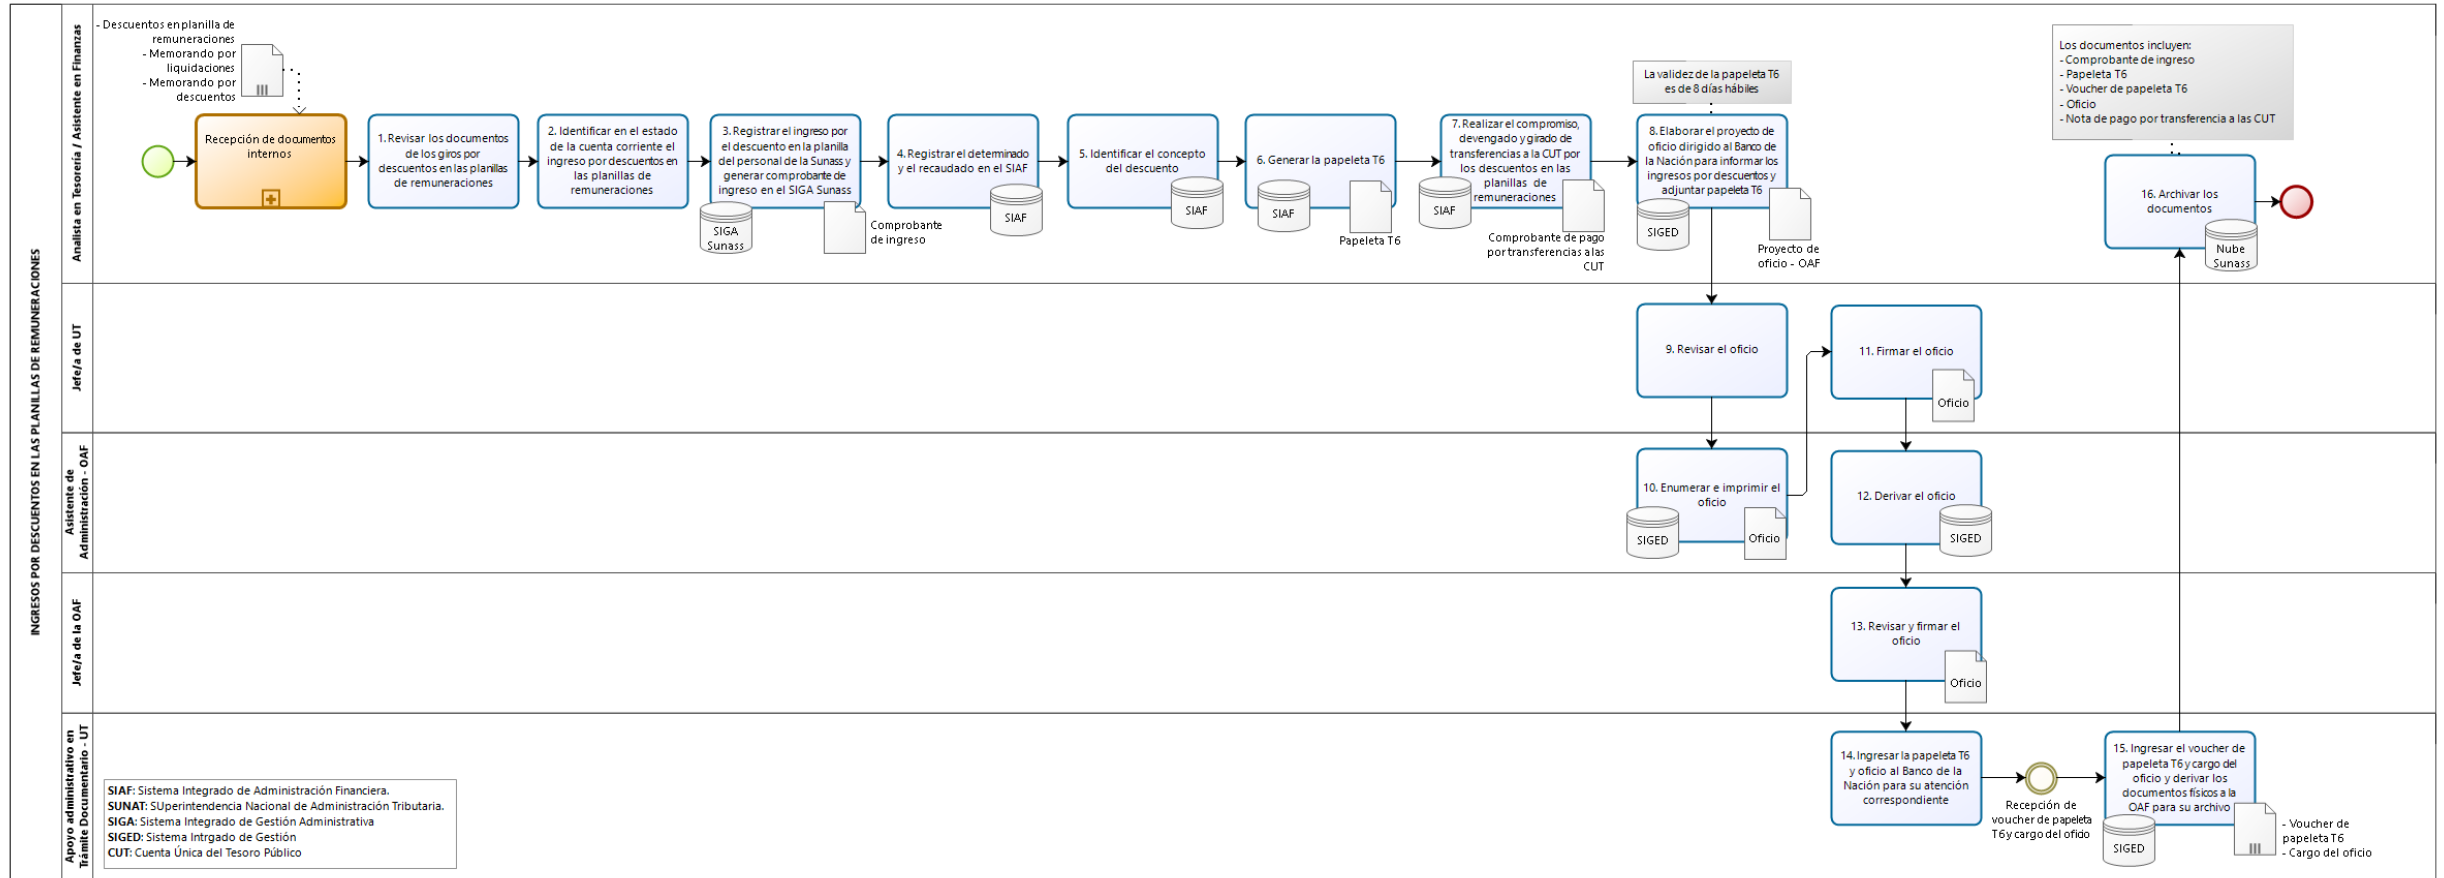 INGRESOS POR DESCUENTOS EN LAS PLANILLAS DE REMUNERACIONES
Analista en Tesorería / Asistente en Finanzas
- Descuentos en planilla de
remuneraciones
- Memorando por
liquidaciones
- Memorando por
descuentos
Recepción de documentos
internos
1. Revisar los documentos
de los giros por
descuentos en las planillas
de remuneraciones
2. Identificar en el estado
de la cuenta corriente el
ingreso por descuentos en
las planillas de
remuneraciones
3. Registrar el ingreso por
el descuento en la planilla
del personal de la Sunass y
generar comprobante de
ingreso en el SIGA Sunass
SIGA
Sunass
Comprobante
de ingreso
4. Registrar el determinado
y el recaudado en el SIAF
SIAF
5. Identificar el concepto
del descuento
SIAF
6. Generar la papeleta T6
SIAF
Papeleta T6
7. Realizar el compromiso,
devengado y girado de
transferencias a la CUT por
los descuentos en las
planillas de
remuneraciones
SIAF
Comprobante de pago
por transferencias a las
CUT
La validez de la papeleta T6
es de 8 días hábiles
8. Elaborar el proyecto de
oficio dirigido al Banco de
la Nación para informar los
ingresos por descuentos y
adjuntar papeleta T6
SIGED
Proyecto de
oficio - OAF
Los documentos incluyen:
- Comprobante de ingreso
- Papeleta T6
- Voucher de papeleta T6
- Oficio
- Nota de pago por transferencia a las CUT
16. Archivar los
documentos
Nube
Sunass
Jefe/a de UT
9. Revisar el oficio
11. Firmar el oficio
Oficio
Asistente de
Administración - OAF
10. Enumerar e imprimir el
oficio
SIGED
Oficio
12. Derivar el oficio
SIGED
Jefe/a de la OAF
13. Revisar y firmar el
oficio
Oficio
Apoyo administrativo en
Trámite Documentario - UT
14. Ingresar la papeleta T6
y oficio al Banco de la
Nación para su atención
correspondiente
Recepción de
voucher de papeleta
T6 y cargo del oficio
15. Ingresar el voucher de
papeleta T6 y cargo del
oficio y derivar los
documentos físicos a la
OAF para su archivo
SIGED
- Voucher de
papeleta T6
- Cargo del oficio
SIAF: Sistema Integrado de Administración Financiera.
SUNAT: SUperintendencia Nacional de Administración Tributaria.
SIGA: Sistema Integrado de Gestión Administrativa
SIGED: Sistema Intrgado de Gestión
CUT: Cuenta Única del Tesoro Público